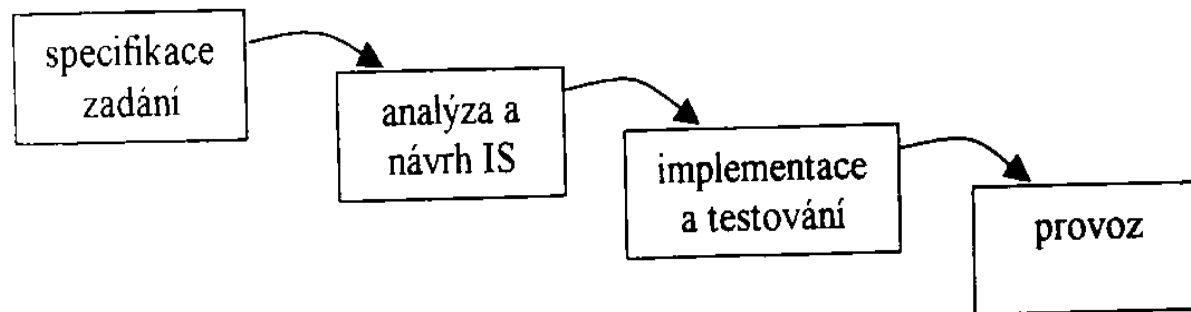 specifikace
zadání
analýza a
návrh IS
implementace
a testování
provoz